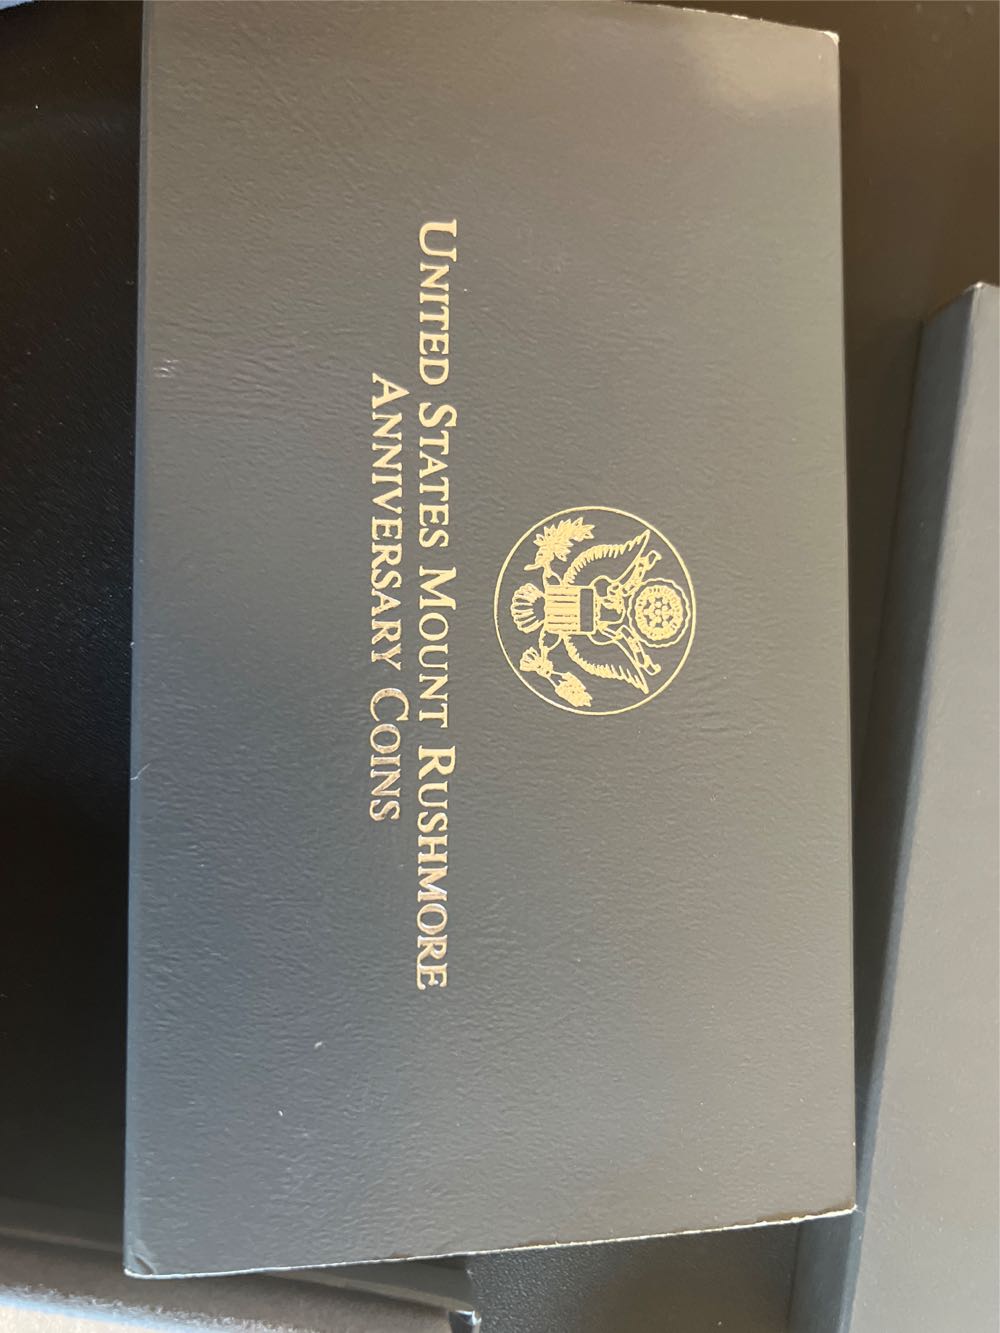 UNITED STATES MOUNT RUSHMORE
ANNIVERSARY COINS